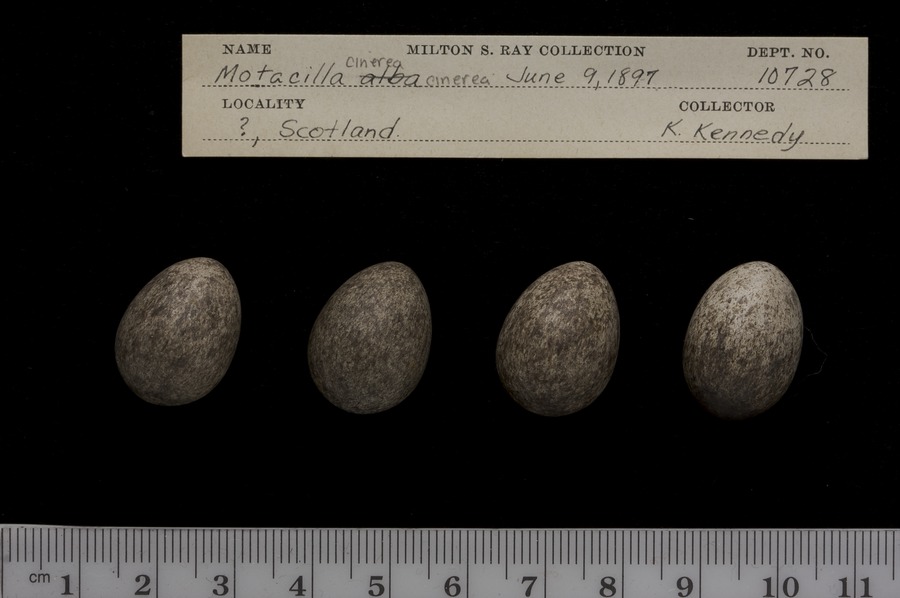 NAME MILTON S. RAY COLLECTION DEPT. NO.
cinerea
Motacilla alba cinerea June 9, 1897 10728
LOCALITY COLLECTOR
?, Scotland. K. Kennedy
cm 1 2 3 4 5 6 7 8 9 10 11